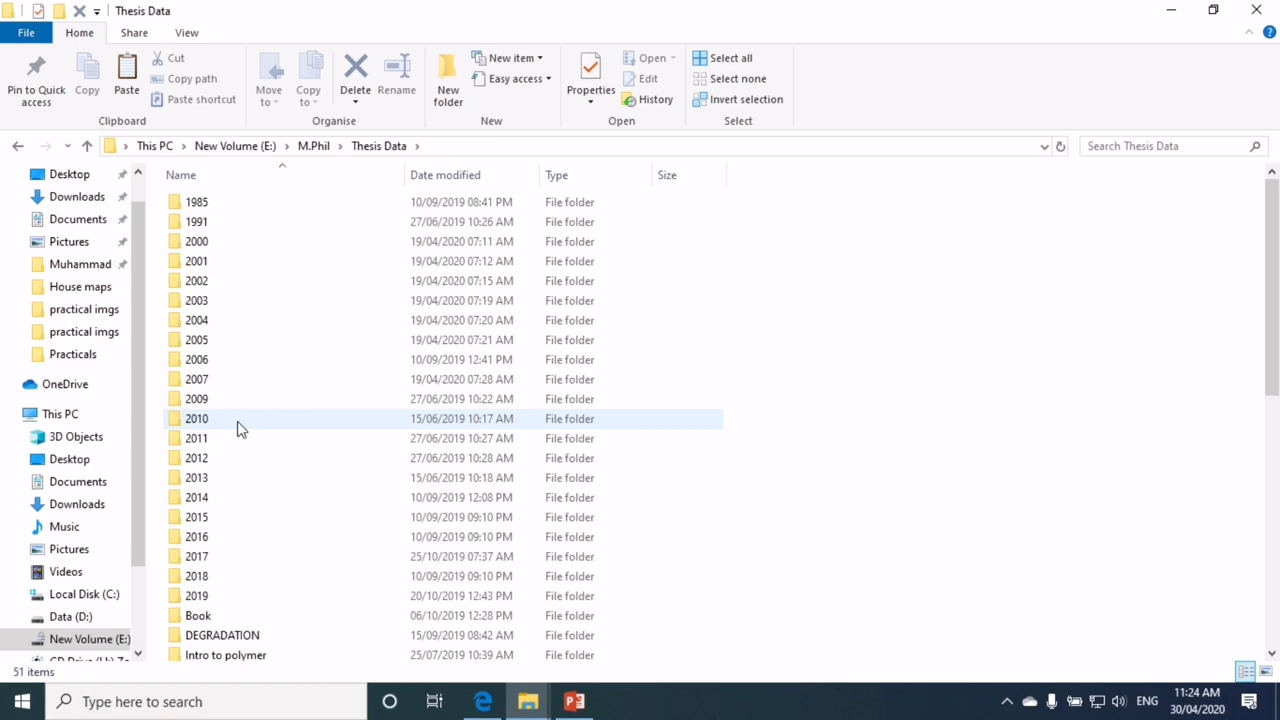 Thesis Data
File Home Share View
Pin to Quick access
Copy
Paste
Cut
Copy path
Paste shortcut
Clipboard
Move to
Copy to
Delete
Rename
Organise
New folder
New item
Easy access
New
Properties
Open
Edit
History
Open
Select all
Select none
Invert selection
Select
This PC New Volume (E:) M.Phil Thesis Data
Search Thesis Data
Desktop
Downloads
Documents
Pictures
Muhammad
House maps
practical imgs
practical imgs
Practicals
OneDrive
This PC
3D Objects
Desktop
Documents
Downloads
Music
Pictures
Videos
Local Disk (C:)
Data (D:)
New Volume (E:)
Name Date modified Type Size
1985 10/09/2019 08:41 PM File folder
1991 27/06/2019 10:26 AM File folder
2000 19/04/2020 07:11 AM File folder
2001 19/04/2020 07:12 AM File folder
2002 19/04/2020 07:15 AM File folder
2003 19/04/2020 07:19 AM File folder
2004 19/04/2020 07:20 AM File folder
2005 19/04/2020 07:21 AM File folder
2006 10/09/2019 12:41 PM File folder
2007 19/04/2020 07:28 AM File folder
2009 27/06/2019 10:22 AM File folder
2010 15/06/2019 10:17 AM File folder
2011 27/06/2019 10:27 AM File folder
2012 27/06/2019 10:28 AM File folder
2013 15/06/2019 10:18 AM File folder
2014 10/09/2019 12:08 PM File folder
2015 10/09/2019 09:10 PM File folder
2016 10/09/2019 09:10 PM File folder
2017 25/10/2019 07:37 AM File folder
2018 10/09/2019 09:10 PM File folder
2019 20/10/2019 12:43 PM File folder
Book 06/10/2019 12:28 PM File folder
DEGRADATION 15/09/2019 08:42 AM File folder
Intro to polymer 25/07/2019 10:39 AM File folder
51 items
Type here to search
ENG
11:24 AM
30/04/2020